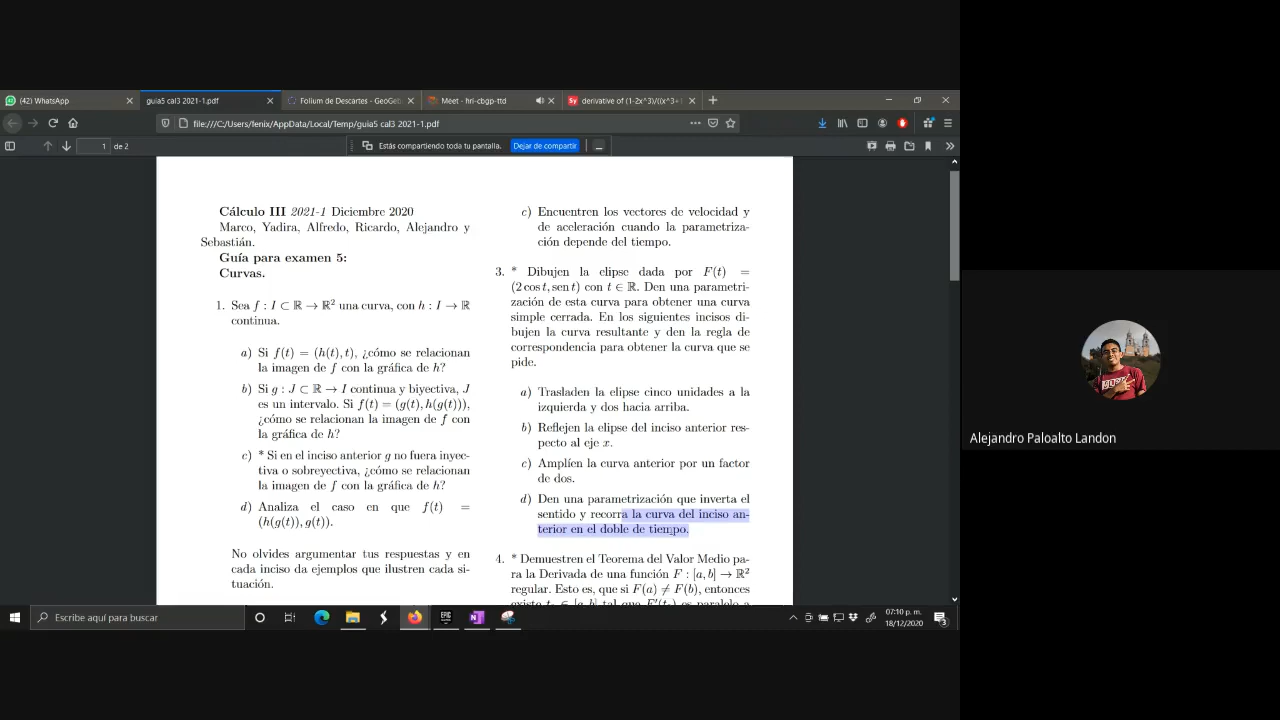 (42) WhatsApp
guia5 cal3 2021-1.pdf
Folium de Descartes - GeoGeb
Meet - hri-cbgp-ttd
Sy derivative of (1-2x^3)/((x^3+1
file:///C:/Users/fenix/AppData/Local/Temp/guia5 cal3 2021-1.pdf
1 de 2
Estás compartiendo toda tu pantalla.
Dejar de compartir
Cálculo III 2021-1 Diciembre 2020
Marco, Yadira, Alfredo, Ricardo, Alejandro y
Sebastián.
Guía para examen 5:
Curvas.
1. Sea f : I ⊂ ℝ → ℝ² una curva, con h : I → ℝ
continua.
a) Si f(t) = (h(t), t), ¿cómo se relacionan
la imagen de f con la gráfica de h?
b) Si g : J ⊂ ℝ → I continua y biyectiva, J
es un intervalo. Si f(t) = (g(t), h(g(t))),
¿cómo se relacionan la imagen de f con
la gráfica de h?
c) * Si en el inciso anterior g no fuera inyec-
tiva o sobreyectiva, ¿cómo se relacionan
la imagen de f con la gráfica de h?
d) Analiza el caso en que f(t) =
(h(g(t)), g(t)).
No olvides argumentar tus respuestas y en
cada inciso da ejemplos que ilustren cada si-
tuación.
c) Encuentren los vectores de velocidad y
de aceleración cuando la parametriza-
ción depende del tiempo.
3. * Dibujen la elipse dada por F(t) =
(2 cos t, sen t) con t ∈ ℝ. Den una parametri-
zación de esta curva para obtener una curva
simple cerrada. En los siguientes incisos di-
bujen la curva resultante y den la regla de
correspondencia para obtener la curva que se
pide.
a) Trasladen la elipse cinco unidades a la
izquierda y dos hacia arriba.
b) Reflejen la elipse del inciso anterior res-
pecto al eje x.
c) Amplíen la curva anterior por un factor
de dos.
d) Den una parametrización que invierta el
sentido y recorra la curva del inciso an-
terior en el doble de tiempo.
4. * Demuestren el Teorema del Valor Medio pa-
ra la Derivada de una función F : [a, b] → ℝ²
regular. Esto es, que si F(a) ≠ F(b), entonces
existe t₀ ∈ [a, b] tal que F′(t₀) es paralelo a
Alejandro Paloalto Landon
Escribe aquí para buscar
EPIC
07:10 p. m.
18/12/2020
3